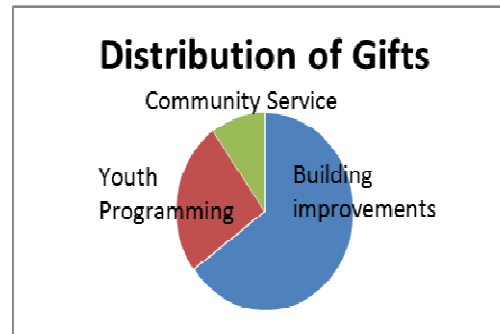 Distribution of Gifts
Community Service
Youth
Programming
Building
improvements